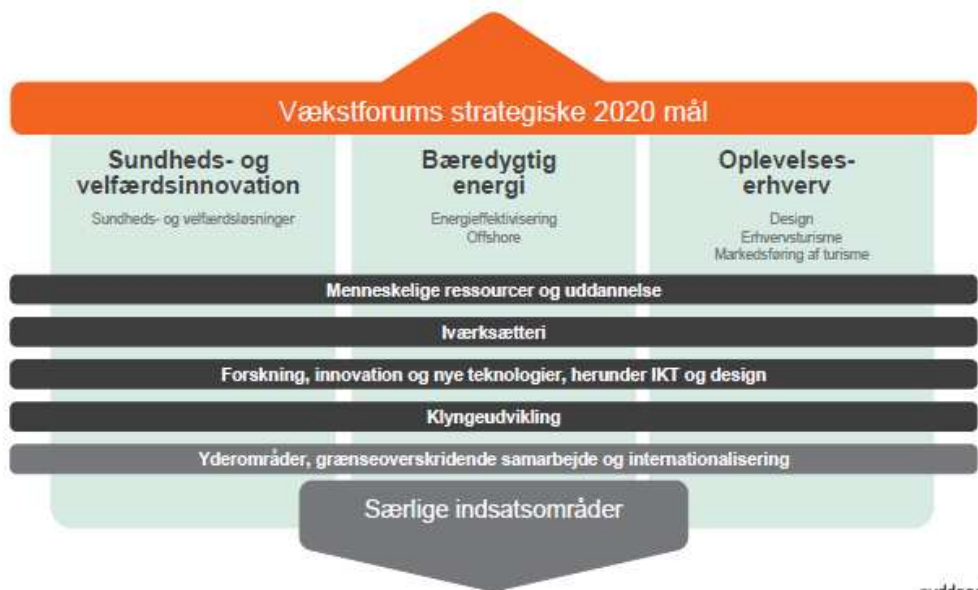 Vækstforums strategiske 2020 mål
Sundheds- og
velfærdsinnovation
Sundheds- og velfærdsløsninger
Bæredygtig
energi
Energieffektivisering
Offshore
Oplevelses-
erhverv
Design
Erhvervsturisme
Markedsføring af turisme
Menneskelige ressourcer og uddannelse
Iværksætteri
Forskning, innovation og nye teknologier, herunder IKT og design
Klyngeudvikling
Yderområder, grænseoverskridende samarbejde og internationalisering
Særlige indsatsområder